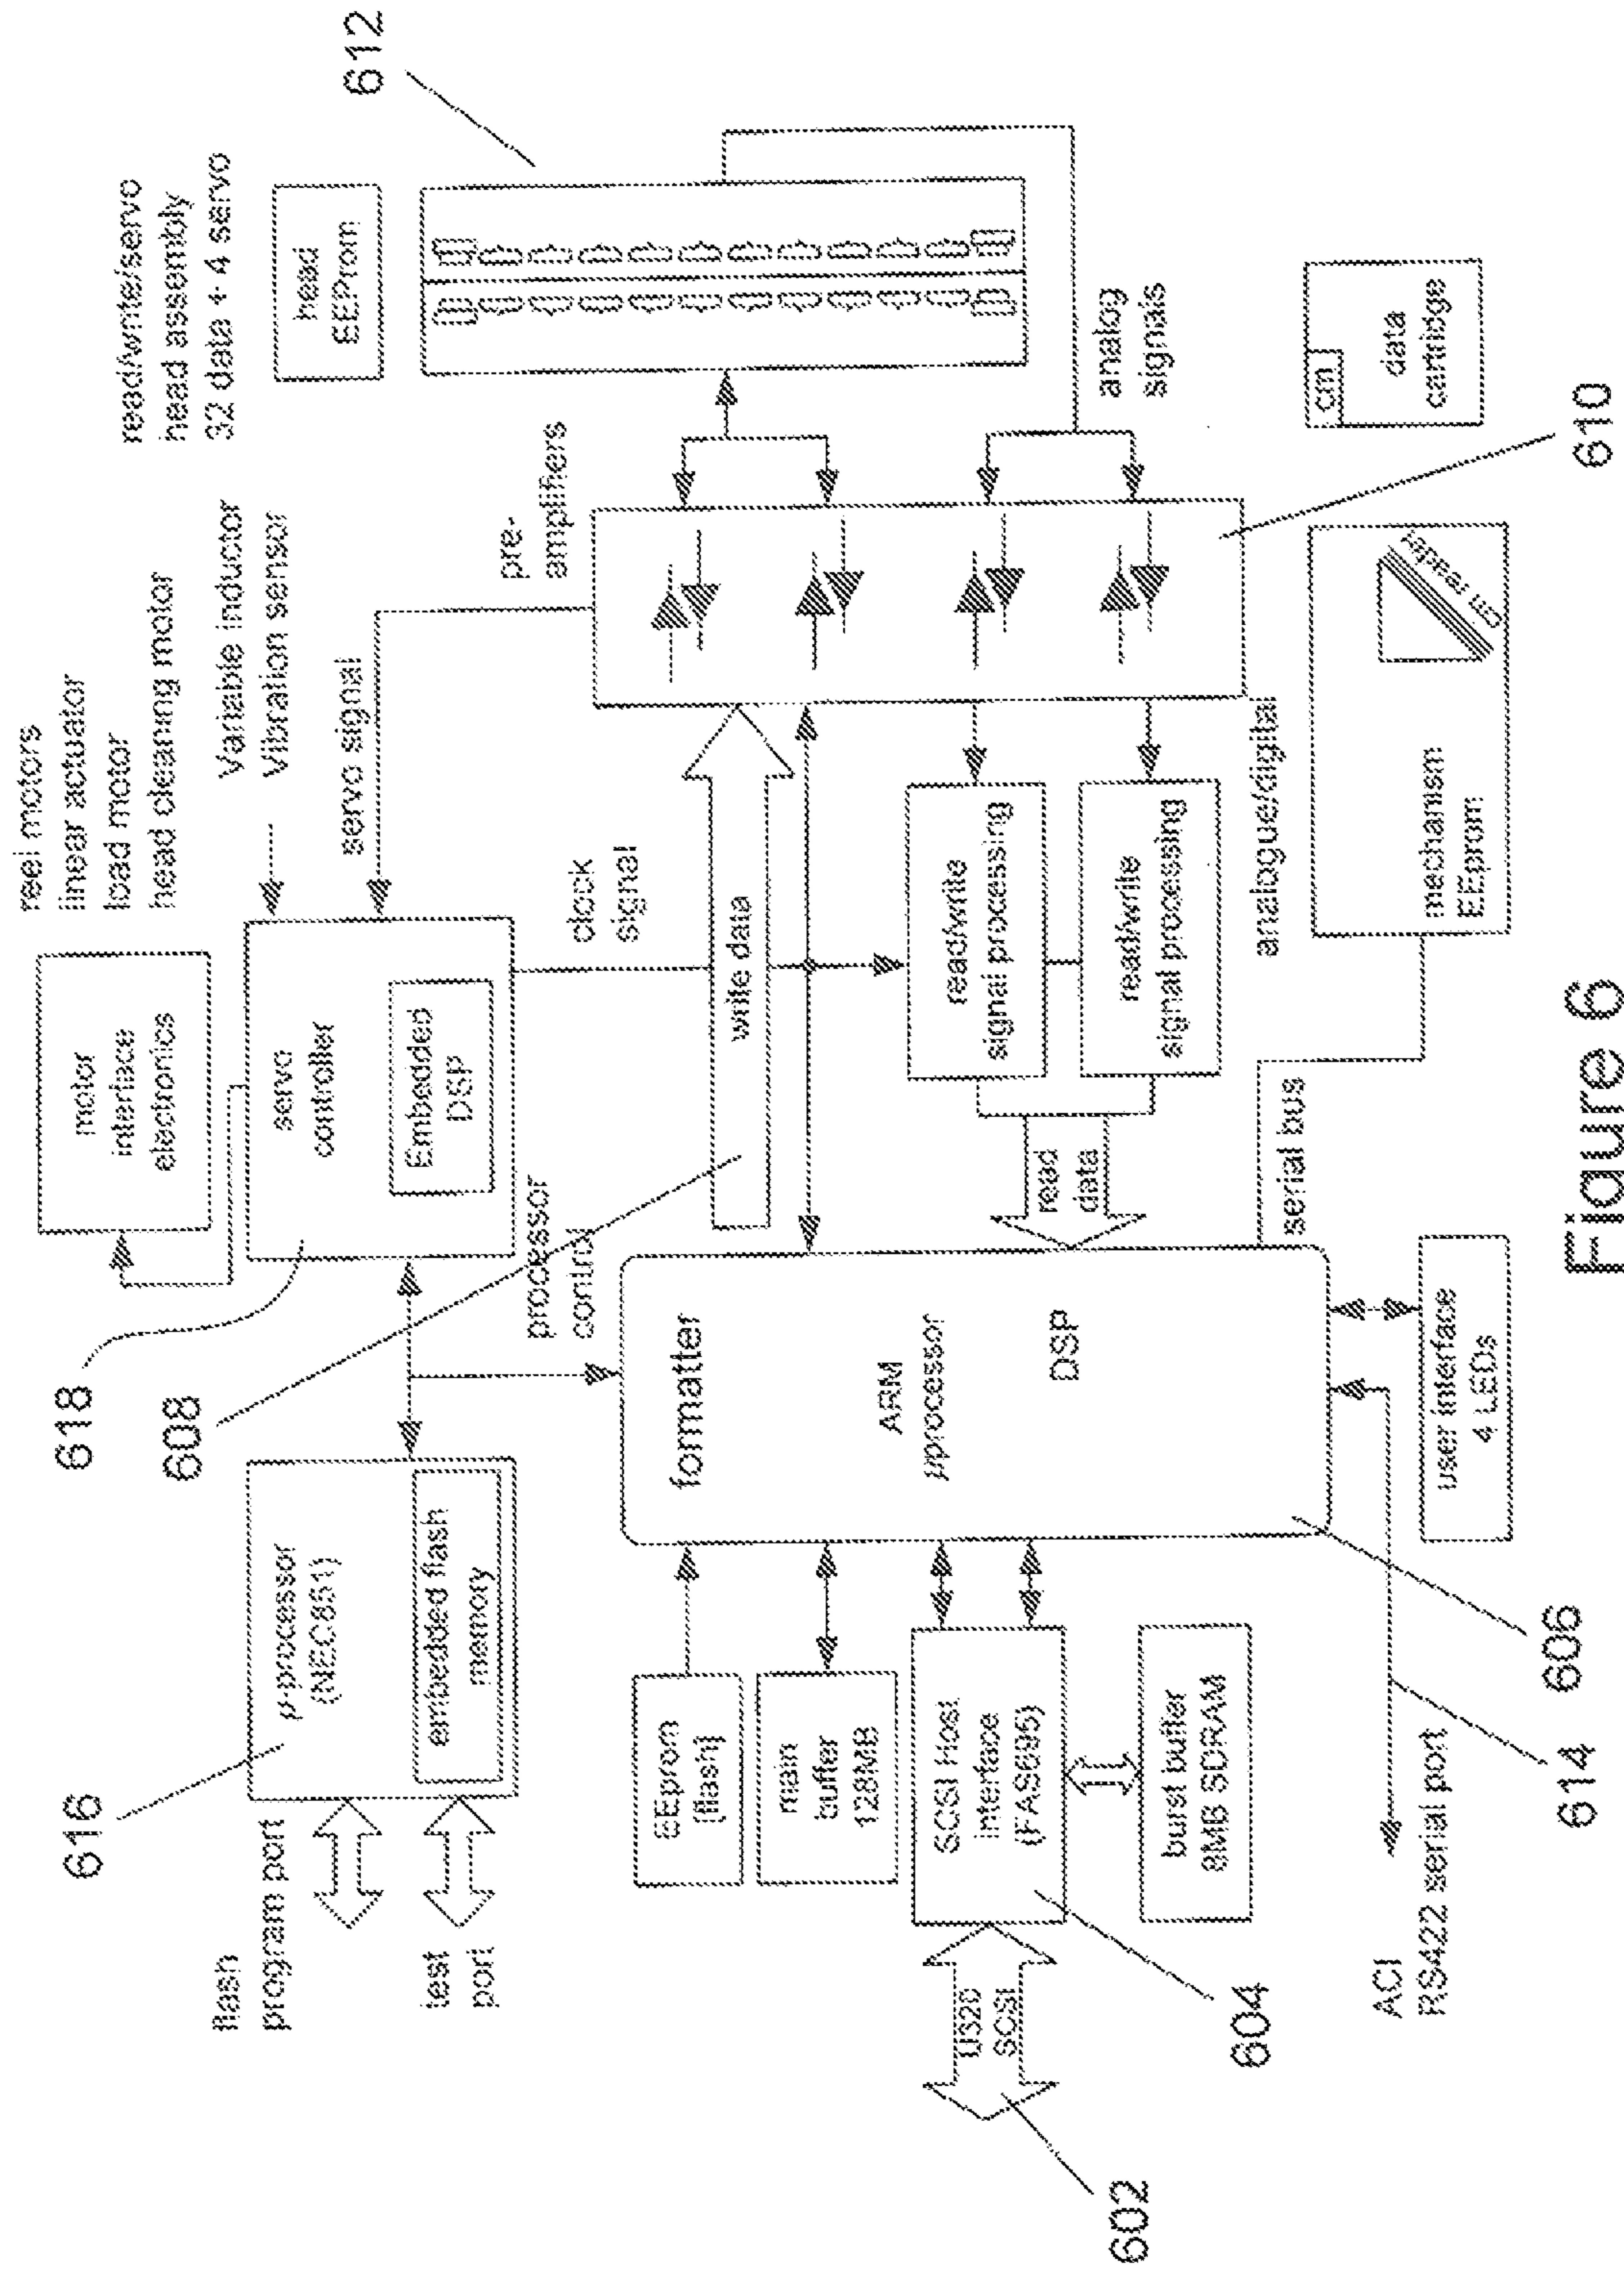 reel motors
linear actuator
load motor
head cleaning motor
Variable inductor
Vibration sensor
read/write/servo
head assembly
32 data + 4 servo
612
motor
interface
electronics
618
608
616
flash
program port
test
port
μ-processor
(NEC851)
embedded flash
memory
servo
controller
Embedded
DSP
servo signal
pre-
amplifiers
head
EEProm
processor
control
clock
signal
write data
EEprom
[flash]
main
buffer
128MB
SCSI Host
interface
(FAS695)
burst buffer
8MB SDRAM
U320
SCSI
602
604
formatter
ARM
μprocessor
DSP
read
data
read/write
signal processing
read/write
signal processing
analogue/digital
analog
signals
610
cm
data
cartridge
cm reader
mechanism
EEprom
serial bus
user interface
4 LEDs
ACI
RS422 serial port
614
606
Figure 6